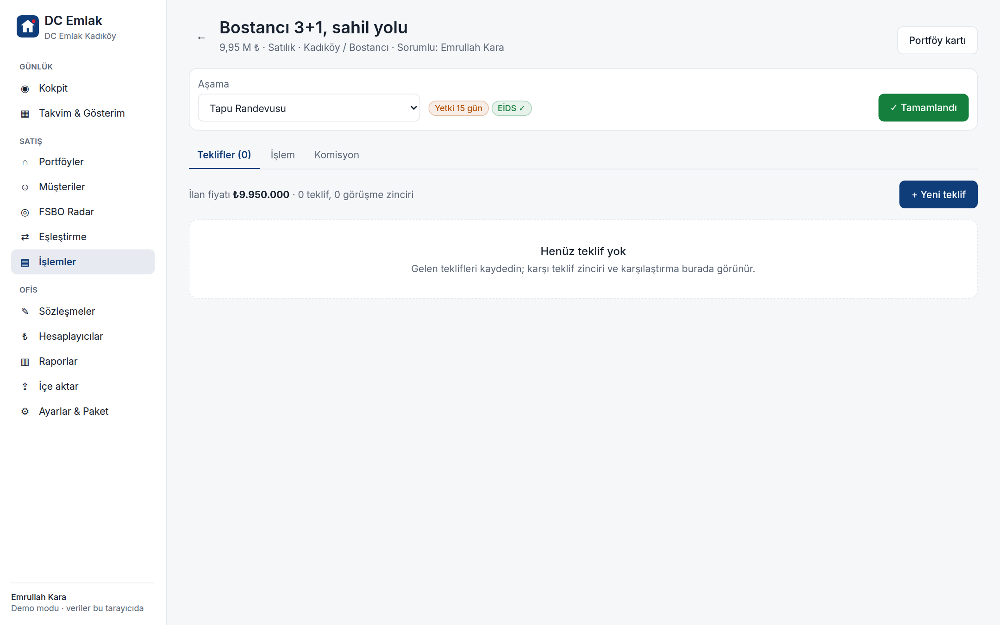 DC Emlak
DC Emlak Kadıköy
GÜNLÜK
Kokpit
Takvim & Gösterim
SATIŞ
Portföyler
Müşteriler
FSBO Radar
Eşleştirme
İşlemler
OFİS
Sözleşmeler
₺ Hesaplayıcılar
Raporlar
İçe aktar
Ayarlar & Paket
Emrullah Kara
Demo modu · veriler bu tarayıcıda
← Bostancı 3+1, sahil yolu
9,95 M ₺ · Satılık · Kadıköy / Bostancı · Sorumlu: Emrullah Kara
Portföy kartı
Aşama
Tapu Randevusu
Yetki 15 gün
EİDS ✓
✓ Tamamlandı
Teklifler (0)
İşlem
Komisyon
İlan fiyatı ₺9.950.000 · 0 teklif, 0 görüşme zinciri
+ Yeni teklif
Henüz teklif yok
Gelen teklifleri kaydedin; karşı teklif zinciri ve karşılaştırma burada görünür.